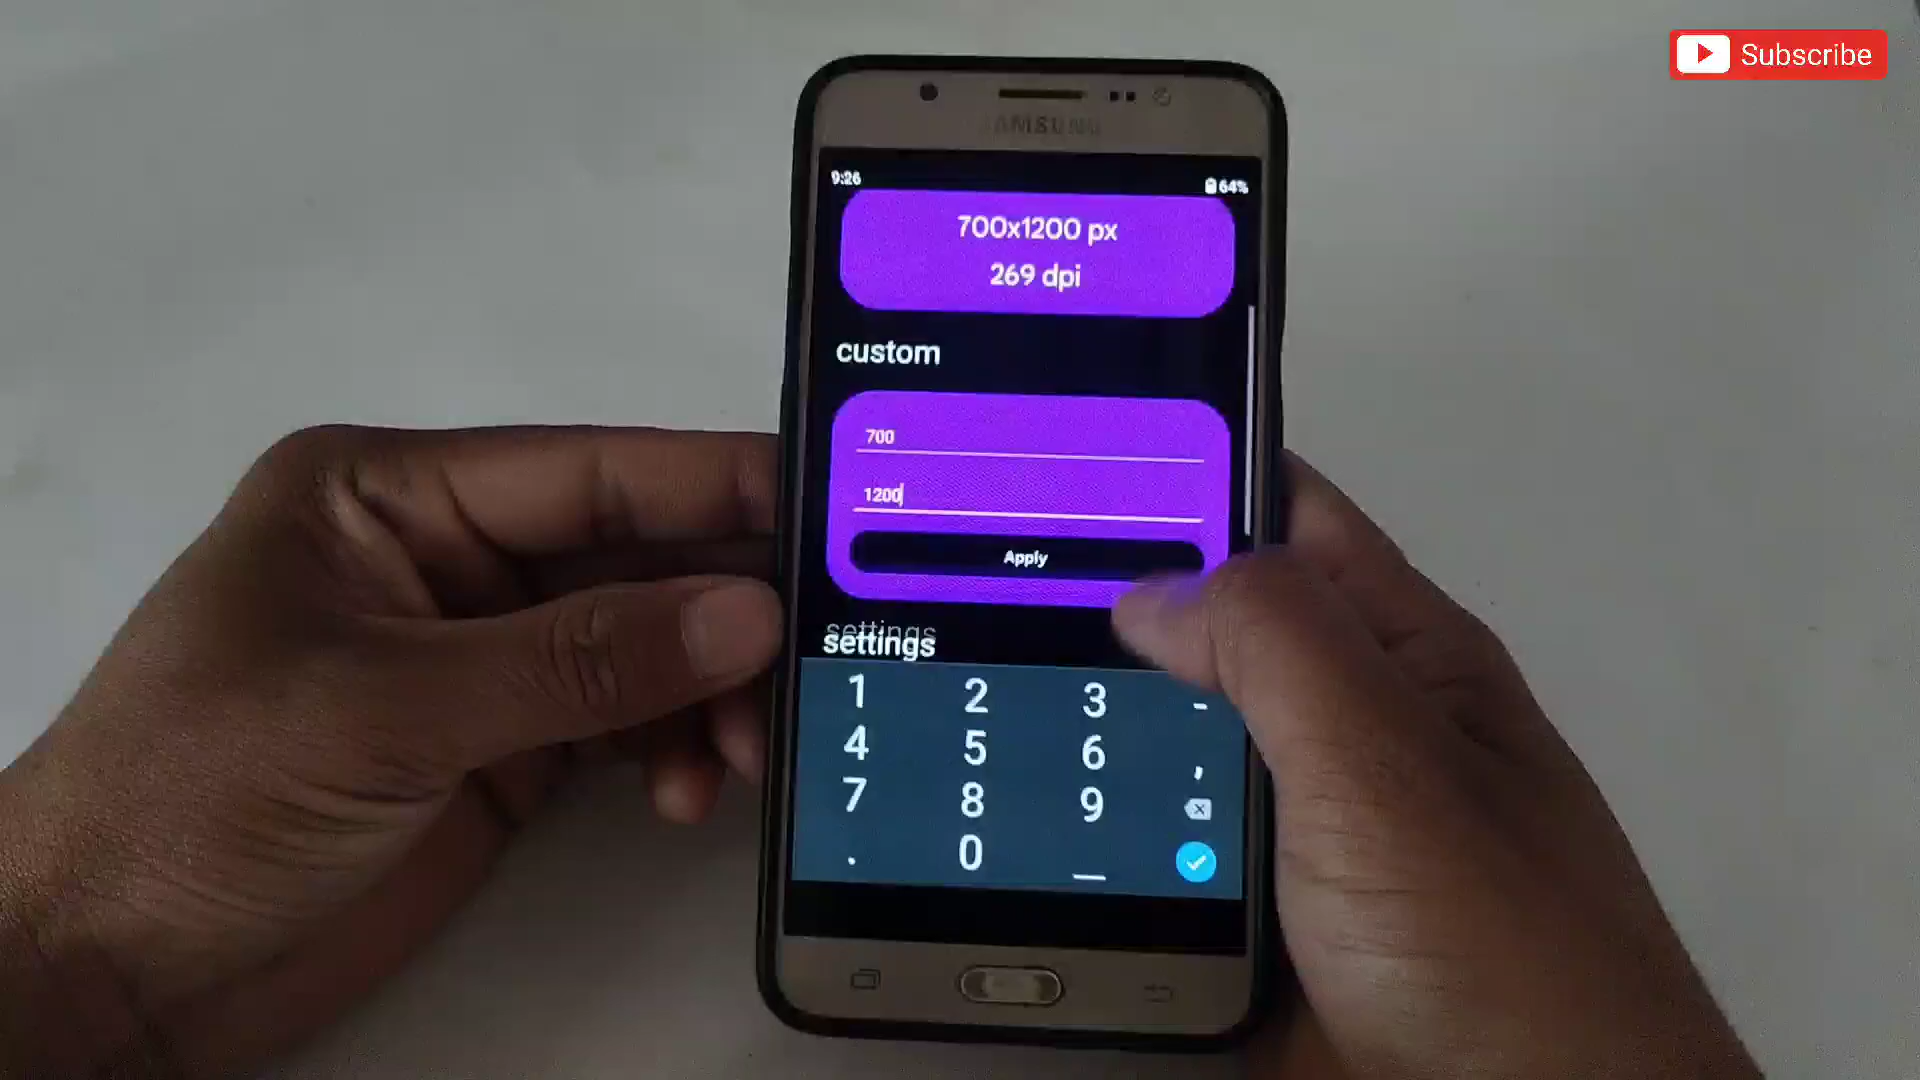 Subscribe
SAMSUNG
9:26
64%
700x1200 px
269 dpi
custom
700
1200
Apply
settings
settings
1 2 3 -
4 5 6 ,
7 8 9
. 0 _